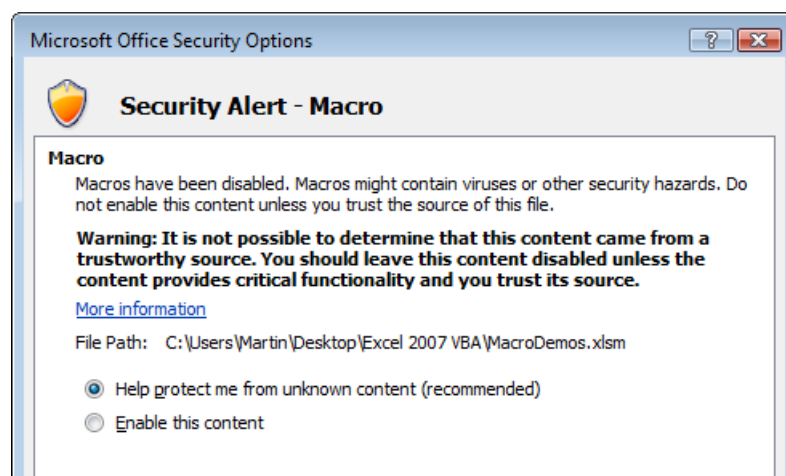 Microsoft Office Security Options
Security Alert - Macro
Macro
Macros have been disabled. Macros might contain viruses or other security hazards. Do
not enable this content unless you trust the source of this file.
Warning: It is not possible to determine that this content came from a
trustworthy source. You should leave this content disabled unless the
content provides critical functionality and you trust its source.
More information
File Path: C:\Users\Martin\Desktop\Excel 2007 VBA\MacroDemos.xlsm
Help protect me from unknown content (recommended)
Enable this content